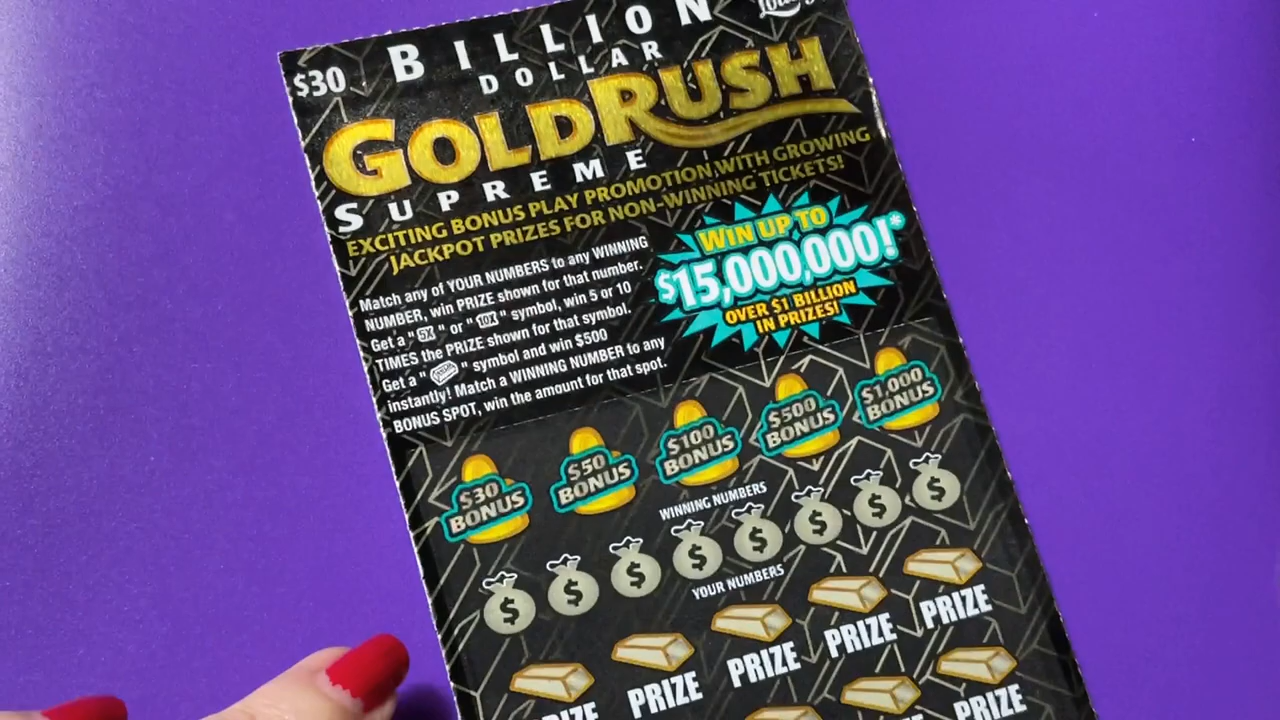 $30
BILLION
DOLLAR
GOLDRUSH
SUPREME
EXCITING BONUS PLAY PROMOTION WITH GROWING
JACKPOT PRIZES FOR NON-WINNING TICKETS!
Match any of YOUR NUMBERS to any WINNING
NUMBER, win PRIZE shown for that number.
Get a "5X" or "10X" symbol, win 5 or 10
TIMES the PRIZE shown for that symbol.
Get a " " symbol and win $500
instantly! Match a WINNING NUMBER to any
BONUS SPOT, win the amount for that spot.
WIN UP TO
$15,000,000!*
OVER $1 BILLION
IN PRIZES!
$30
BONUS
$50
BONUS
$100
BONUS
$500
BONUS
$1,000
BONUS
WINNING NUMBERS
$ $ $ $ $ $ $ $
YOUR NUMBERS
PRIZE PRIZE PRIZE PRIZE
PRIZE